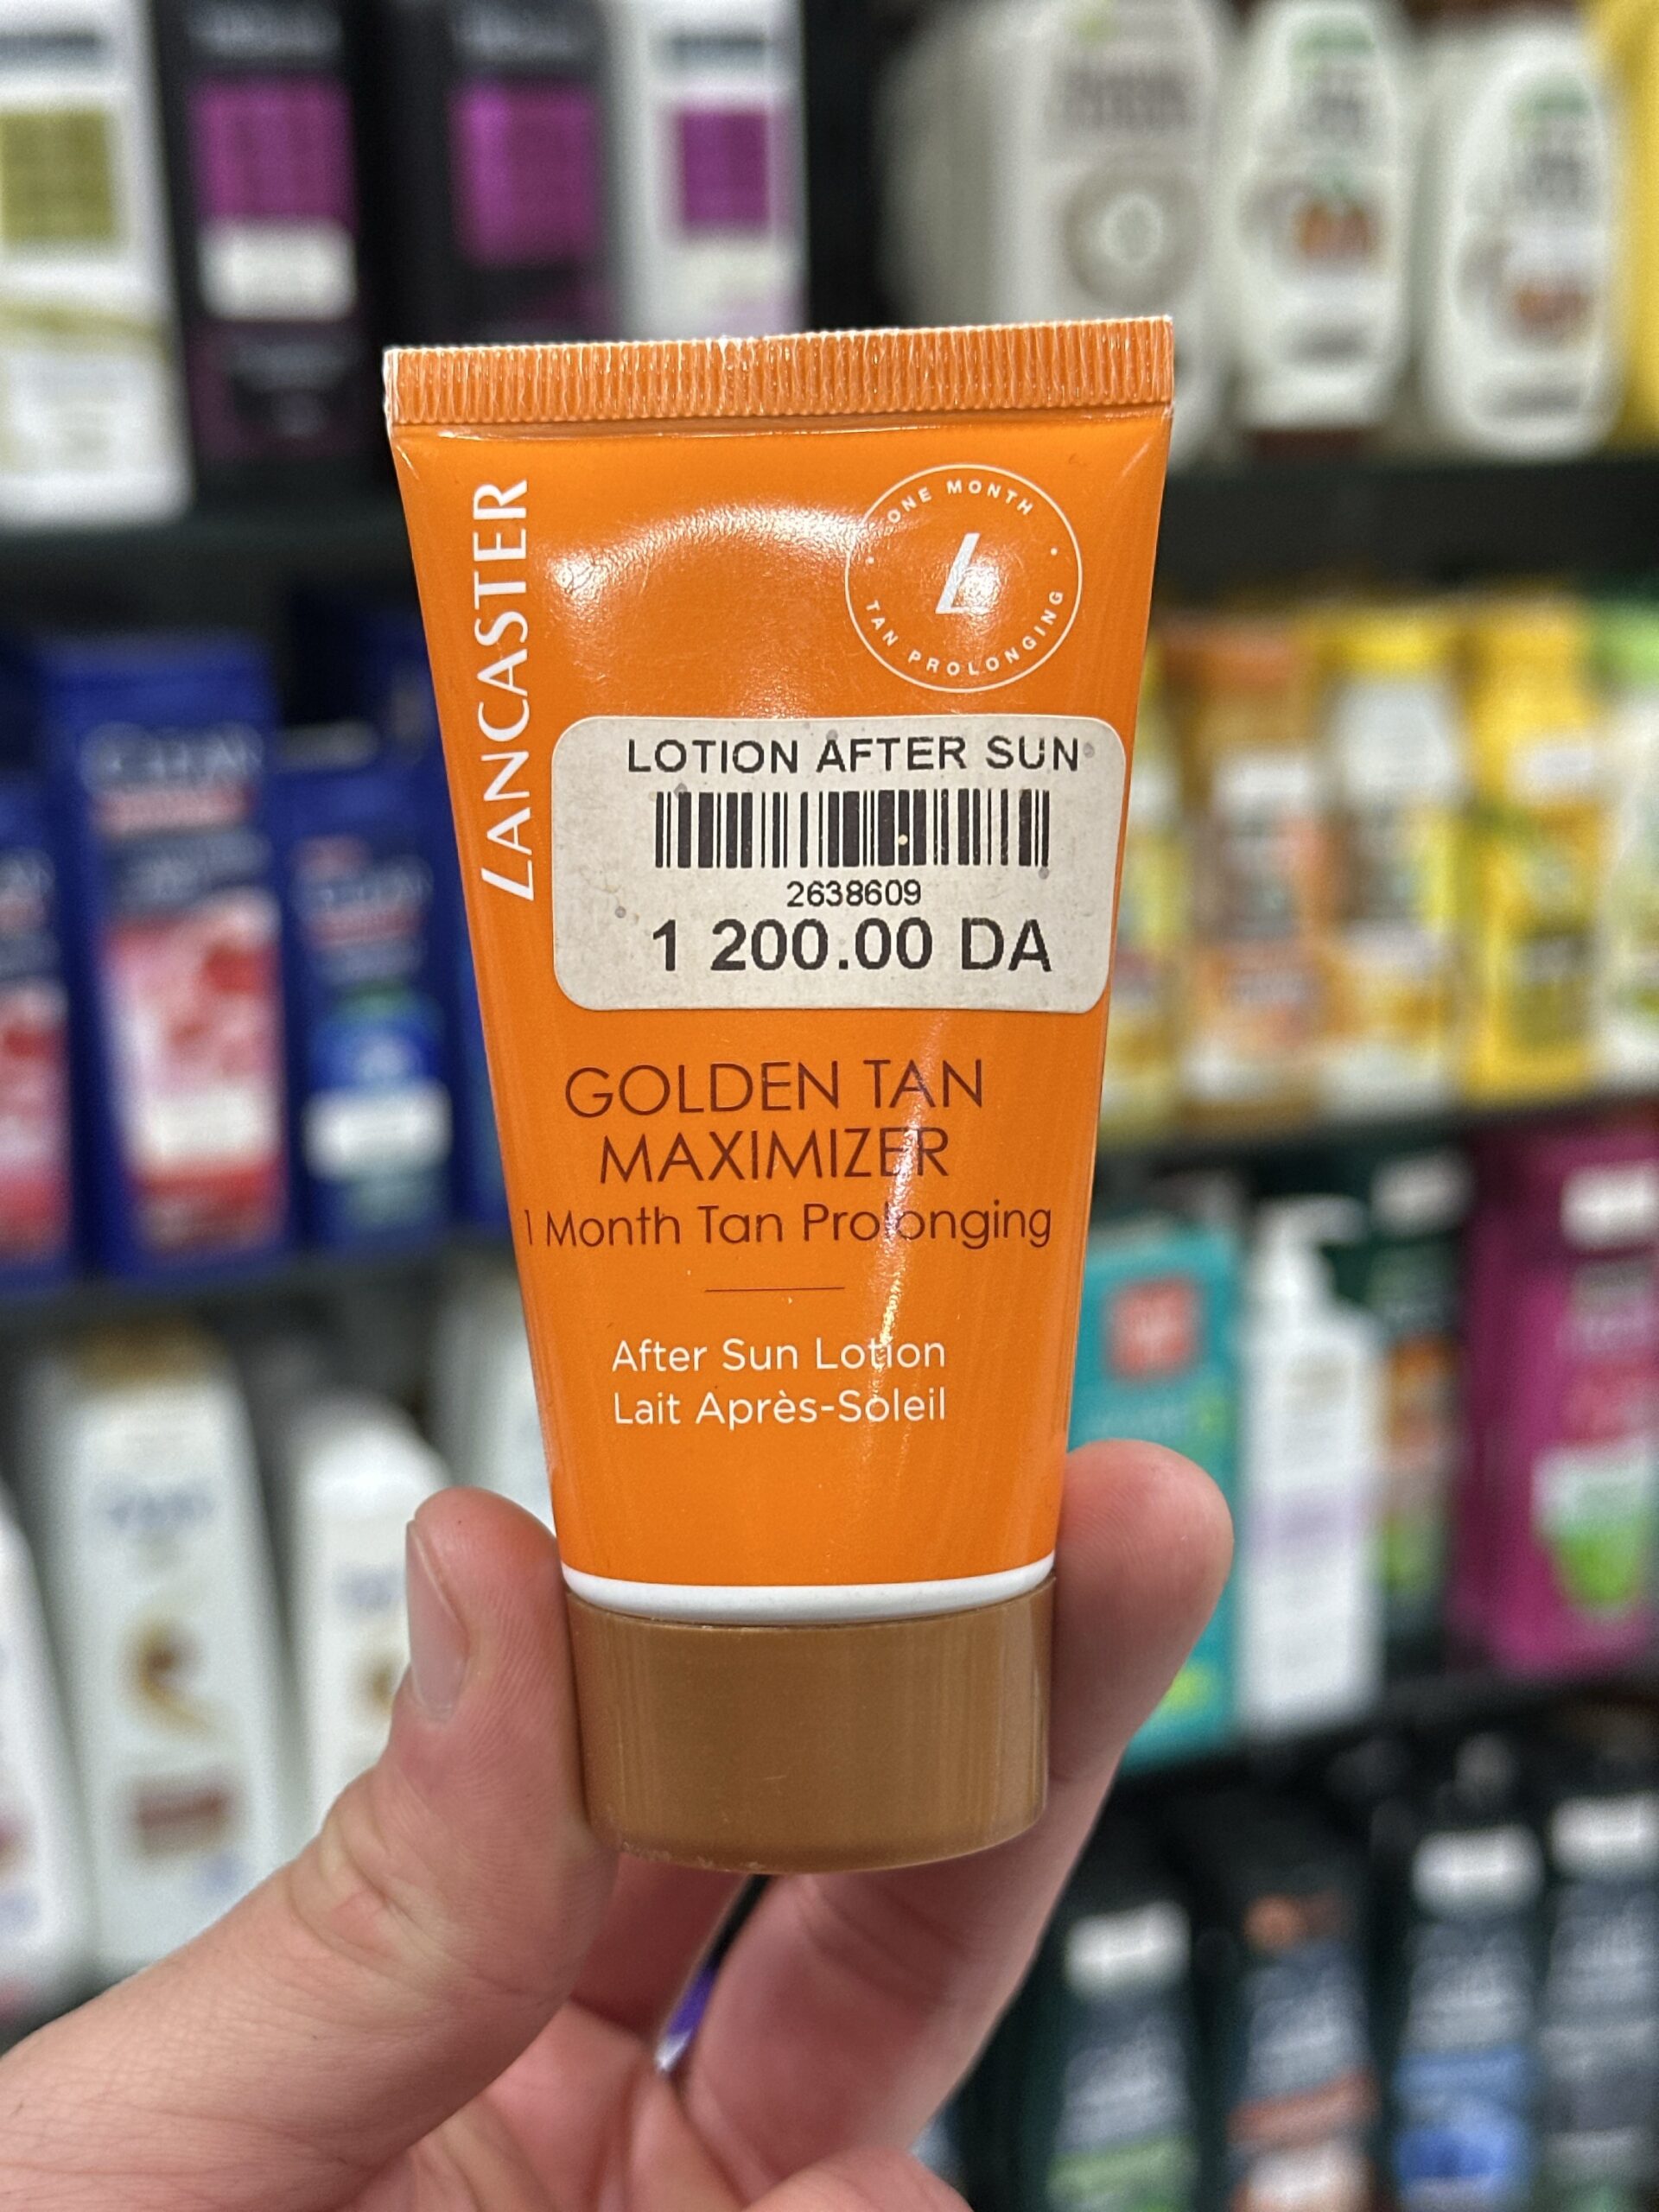 LANCASTER
ONE MONTH
L
TAN PROLONGING
LOTION AFTER SUN
2638609
1 200.00 DA
GOLDEN TAN
MAXIMIZER
1 Month Tan Prolonging
After Sun Lotion
Lait Après-Soleil